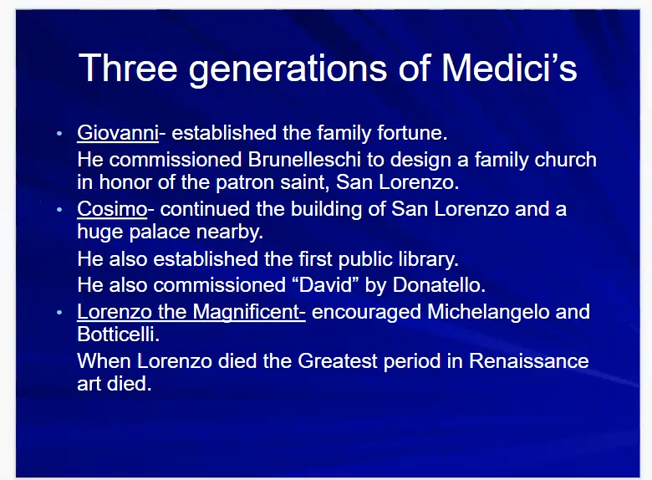 Three generations of Medici’s
• Giovanni- established the family fortune.
He commissioned Brunelleschi to design a family church
in honor of the patron saint, San Lorenzo.
• Cosimo- continued the building of San Lorenzo and a
huge palace nearby.
He also established the first public library.
He also commissioned “David” by Donatello.
• Lorenzo the Magnificent- encouraged Michelangelo and
Botticelli.
When Lorenzo died the Greatest period in Renaissance
art died.